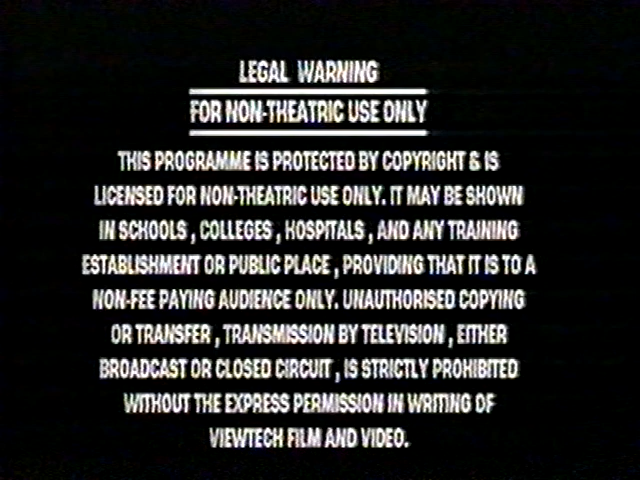 LEGAL WARNING
FOR NON-THEATRIC USE ONLY
THIS PROGRAMME IS PROTECTED BY COPYRIGHT & IS
LICENSED FOR NON-THEATRIC USE ONLY. IT MAY BE SHOWN
IN SCHOOLS , COLLEGES , HOSPITALS , AND ANY TRAINING
ESTABLISHMENT OR PUBLIC PLACE , PROVIDING THAT IT IS TO A
NON-FEE PAYING AUDIENCE ONLY. UNAUTHORISED COPYING
OR TRANSFER , TRANSMISSION BY TELEVISION , EITHER
BROADCAST OR CLOSED CIRCUIT , IS STRICTLY PROHIBITED
WITHOUT THE EXPRESS PERMISSION IN WRITING OF
VIEWTECH FILM AND VIDEO.